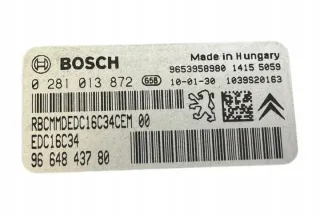 BOSCH
Made in Hungary
9653958980 1415 5059
0 281 013 872 65B 10-01-30 1039S20163
RBCMMDEDC16C34CEM 00
EDC16C34
96 648 437 80